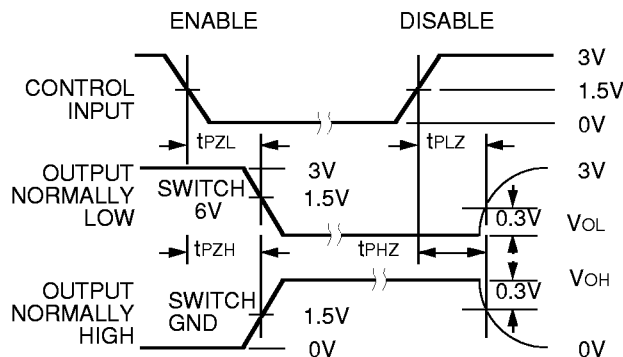 ENABLE DISABLE
CONTROL INPUT
3V
1.5V
0V
tPZL
tPLZ
OUTPUT NORMALLY LOW
SWITCH 6V
3V
1.5V
3V
0.3V
VOL
tPZH
tPHZ
OUTPUT NORMALLY HIGH
SWITCH GND
1.5V
0V
0.3V
VOH
0V